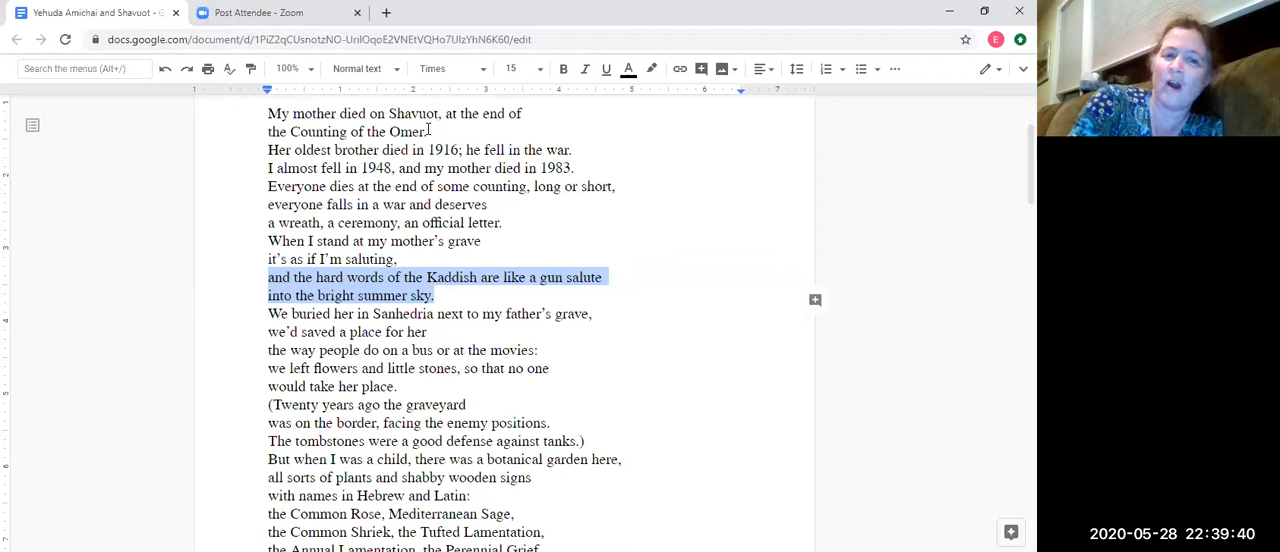 Yehuda Amichai and Shavuot - G
Post Attendee - Zoom
docs.google.com/document/d/1PiZ2qCUsnotzNO-UnlOqoE2VNEtVQHo7UIzYhN6K60/edit
E
Search the menus (Alt+/)
100%
Normal text
Times
15
My mother died on Shavuot, at the end of
the Counting of the Omer.
Her oldest brother died in 1916; he fell in the war.
I almost fell in 1948, and my mother died in 1983.
Everyone dies at the end of some counting, long or short,
everyone falls in a war and deserves
a wreath, a ceremony, an official letter.
When I stand at my mother’s grave
it’s as if I’m saluting,
and the hard words of the Kaddish are like a gun salute
into the bright summer sky.
We buried her in Sanhedria next to my father’s grave,
we’d saved a place for her
the way people do on a bus or at the movies:
we left flowers and little stones, so that no one
would take her place.
(Twenty years ago the graveyard
was on the border, facing the enemy positions.
The tombstones were a good defense against tanks.)
But when I was a child, there was a botanical garden here,
all sorts of plants and shabby wooden signs
with names in Hebrew and Latin:
the Common Rose, Mediterranean Sage,
the Common Shriek, the Tufted Lamentation,
the Annual Lamentation, the Perennial Grief
2020-05-28 22:39:40